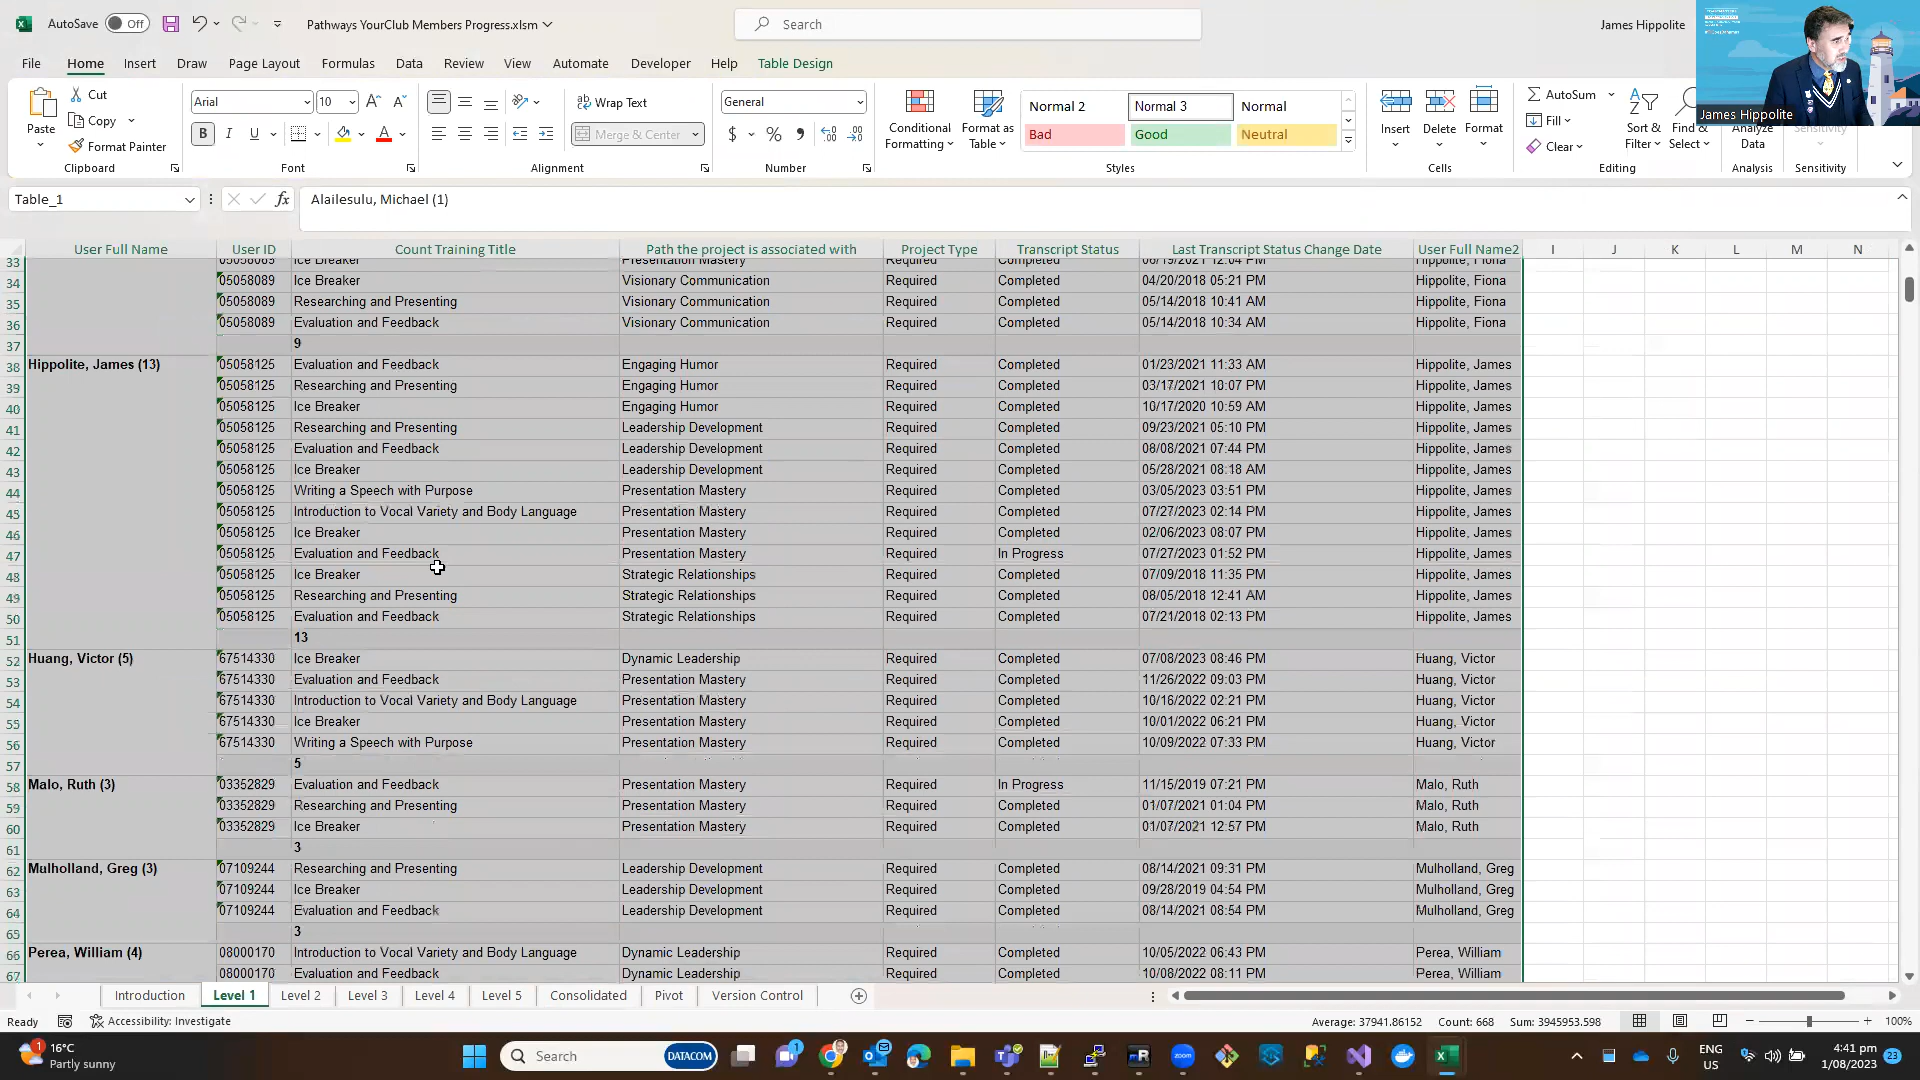 AutoSave Off Pathways YourClub Members Progress.xlsm Search James Hippolite
File Home Insert Draw Page Layout Formulas Data Review View Automate Developer Help Table Design
Paste Cut Copy Format Painter Clipboard
Arial 10 B I U Font
Wrap Text Merge & Center Alignment
General $ % Number
Conditional Formatting Format as Table Normal 2 Normal 3 Normal Bad Good Neutral Styles
Insert Delete Format Cells
AutoSum Fill Clear Sort & Filter Find & Select Editing
Analyze Data Analysis Sensitivity Sensitivity
James Hippolite
Table_1 fx Alailesulu, Michael (1)
User Full Name User ID Count Training Title Path the project is associated with Project Type Transcript Status Last Transcript Status Change Date User Full Name2 I J K L M N
33 05058089 Ice Breaker Presentation Mastery Required Completed 06/19/2021 12:04 PM Hippolite, Fiona
34 05058089 Ice Breaker Visionary Communication Required Completed 04/20/2018 05:21 PM Hippolite, Fiona
35 05058089 Researching and Presenting Visionary Communication Required Completed 05/14/2018 10:41 AM Hippolite, Fiona
36 05058089 Evaluation and Feedback Visionary Communication Required Completed 05/14/2018 10:34 AM Hippolite, Fiona
37 9
38 Hippolite, James (13) 05058125 Evaluation and Feedback Engaging Humor Required Completed 01/23/2021 11:33 AM Hippolite, James
39 05058125 Researching and Presenting Engaging Humor Required Completed 03/17/2021 10:07 PM Hippolite, James
40 05058125 Ice Breaker Engaging Humor Required Completed 10/17/2020 10:59 AM Hippolite, James
41 05058125 Researching and Presenting Leadership Development Required Completed 09/23/2021 05:10 PM Hippolite, James
42 05058125 Evaluation and Feedback Leadership Development Required Completed 08/08/2021 07:44 PM Hippolite, James
43 05058125 Ice Breaker Leadership Development Required Completed 05/28/2021 08:18 AM Hippolite, James
44 05058125 Writing a Speech with Purpose Presentation Mastery Required Completed 03/05/2023 03:51 PM Hippolite, James
45 05058125 Introduction to Vocal Variety and Body Language Presentation Mastery Required Completed 07/27/2023 02:14 PM Hippolite, James
46 05058125 Ice Breaker Presentation Mastery Required Completed 02/06/2023 08:07 PM Hippolite, James
47 05058125 Evaluation and Feedback Presentation Mastery Required In Progress 07/27/2023 01:52 PM Hippolite, James
48 05058125 Ice Breaker Strategic Relationships Required Completed 07/09/2018 11:35 PM Hippolite, James
49 05058125 Researching and Presenting Strategic Relationships Required Completed 08/05/2018 12:41 AM Hippolite, James
50 05058125 Evaluation and Feedback Strategic Relationships Required Completed 07/21/2018 02:13 PM Hippolite, James
51 13
52 Huang, Victor (5) 67514330 Ice Breaker Dynamic Leadership Required Completed 07/08/2023 08:46 PM Huang, Victor
53 67514330 Evaluation and Feedback Presentation Mastery Required Completed 11/26/2022 09:03 PM Huang, Victor
54 67514330 Introduction to Vocal Variety and Body Language Presentation Mastery Required Completed 10/16/2022 02:21 PM Huang, Victor
55 67514330 Ice Breaker Presentation Mastery Required Completed 10/01/2022 06:21 PM Huang, Victor
56 67514330 Writing a Speech with Purpose Presentation Mastery Required Completed 10/09/2022 07:33 PM Huang, Victor
57 5
58 Malo, Ruth (3) 03352829 Evaluation and Feedback Presentation Mastery Required In Progress 11/15/2019 07:21 PM Malo, Ruth
59 03352829 Researching and Presenting Presentation Mastery Required Completed 01/07/2021 01:04 PM Malo, Ruth
60 03352829 Ice Breaker Presentation Mastery Required Completed 01/07/2021 12:57 PM Malo, Ruth
61 3
62 Mulholland, Greg (3) 07109244 Researching and Presenting Leadership Development Required Completed 08/14/2021 09:31 PM Mulholland, Greg
63 07109244 Ice Breaker Leadership Development Required Completed 09/28/2019 04:54 PM Mulholland, Greg
64 07109244 Evaluation and Feedback Leadership Development Required Completed 08/14/2021 08:54 PM Mulholland, Greg
65 3
66 Perea, William (4) 08000170 Introduction to Vocal Variety and Body Language Dynamic Leadership Required Completed 10/05/2022 06:43 PM Perea, William
67 08000170 Evaluation and Feedback Dynamic Leadership Required Completed 10/08/2022 08:11 PM Perea, William
Introduction Level 1 Level 2 Level 3 Level 4 Level 5 Consolidated Pivot Version Control
Ready Accessibility: Investigate Average: 37941.86152 Count: 668 Sum: 3945953.598 100%
16°C Partly sunny Search DATACOM ENG US 4:41 pm 1/08/2023 23